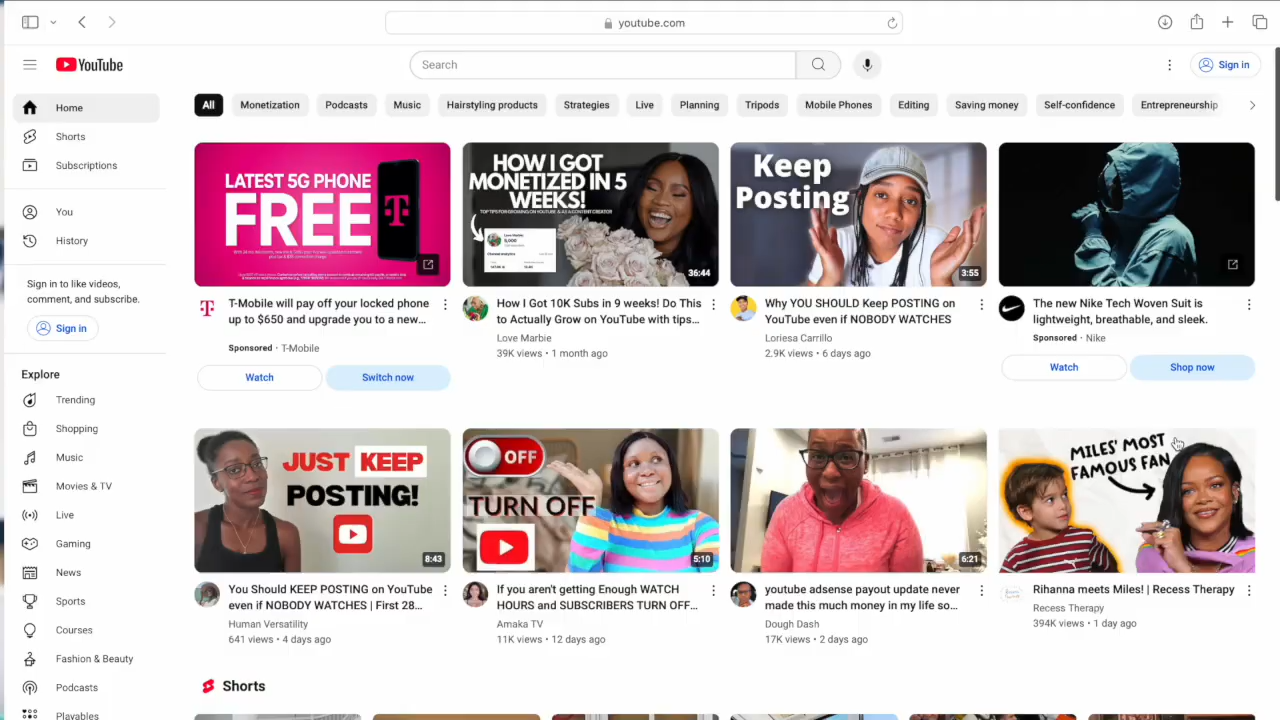 youtube.com
YouTube
Search
Sign in
Home
Shorts
Subscriptions
You
History
Sign in to like videos,
comment, and subscribe.
Sign in
Explore
Trending
Shopping
Music
Movies & TV
Live
Gaming
News
Sports
Courses
Fashion & Beauty
Podcasts
Playables
All
Monetization
Podcasts
Music
Hairstyling products
Strategies
Live
Planning
Tripods
Mobile Phones
Editing
Saving money
Self-confidence
Entrepreneurship
LATEST 5G PHONE
FREE
T
T-Mobile will pay off your locked phone
up to $650 and upgrade you to a new...
Sponsored · T-Mobile
Watch
Switch now
HOW I GOT
MONETIZED IN 5
WEEKS!
TOP TIPS FOR GROWING ON YOUTUBE AS A CONTENT CREATOR
36:44
How I Got 10K Subs in 9 weeks! Do This
to Actually Grow on YouTube with tips...
Love Marbie
39K views · 1 month ago
Keep
Posting
3:55
Why YOU SHOULD Keep POSTING on
YouTube even if NOBODY WATCHES
Loriesa Carrillo
2.9K views · 6 days ago
The new Nike Tech Woven Suit is
lightweight, breathable, and sleek.
Sponsored · Nike
Watch
Shop now
JUST KEEP
POSTING!
8:43
You Should KEEP POSTING on YouTube
even if NOBODY WATCHES | First 28...
Human Versatility
641 views · 4 days ago
OFF
TURN OFF
5:10
If you aren't getting Enough WATCH
HOURS and SUBSCRIBERS TURN OFF...
Amaka TV
11K views · 12 days ago
6:21
youtube adsense payout update never
made this much money in my life so...
Dough Dash
17K views · 2 days ago
MILES' MOST
FAMOUS FAN
Rihanna meets Miles! | Recess Therapy
Recess Therapy
394K views · 1 day ago
Shorts